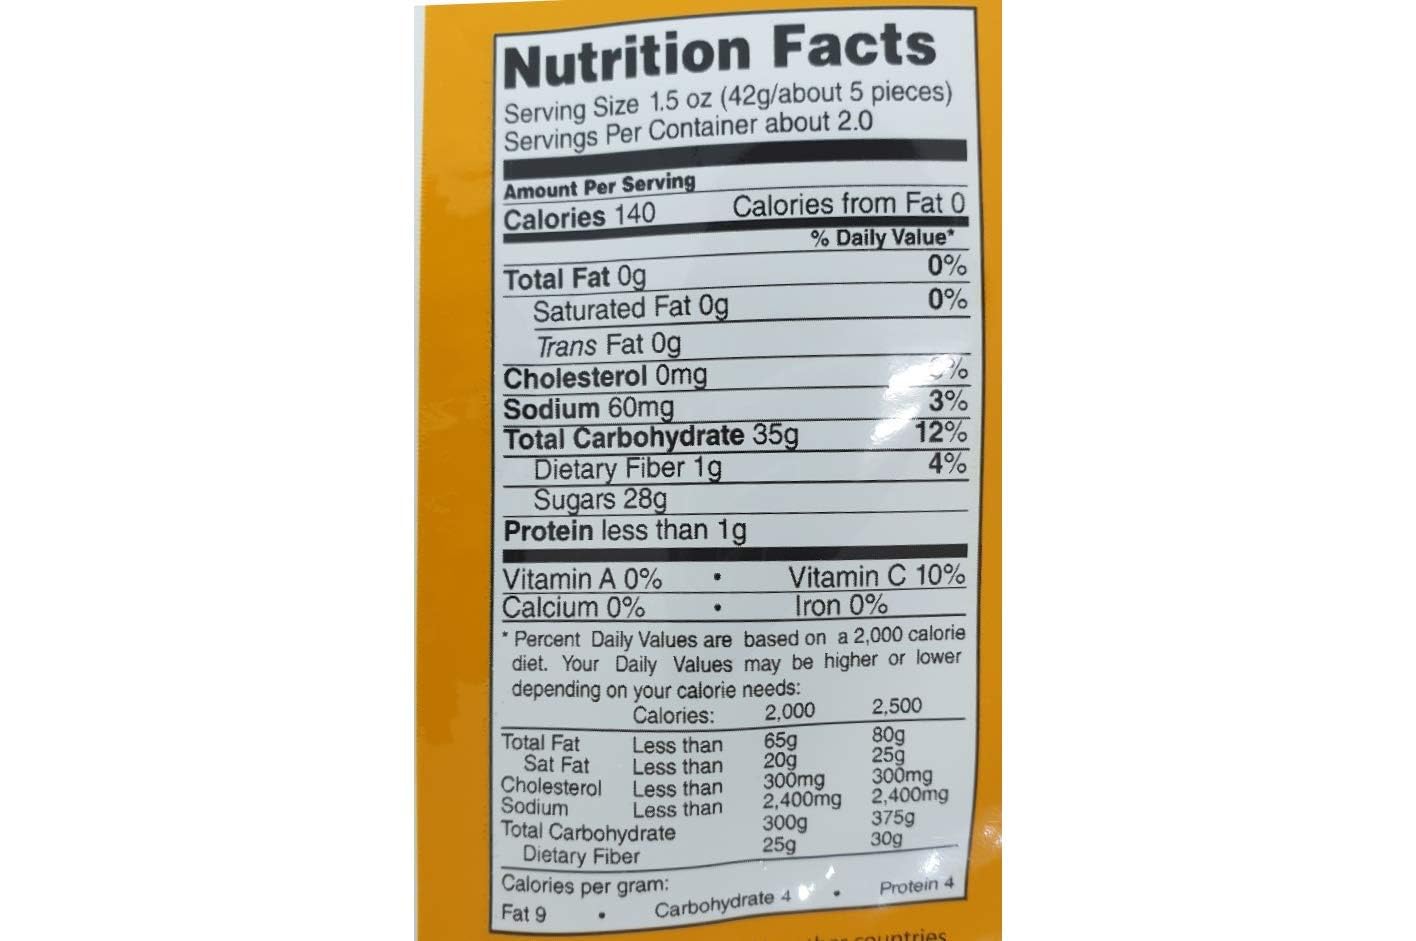 Nutrition Facts
Serving Size 1.5 oz (42g/about 5 pieces)
Servings Per Container about 2.0
Amount Per Serving
Calories 140 Calories from Fat 0
% Daily Value*
Total Fat 0g 0%
Saturated Fat 0g 0%
Trans Fat 0g
Cholesterol 0mg %
Sodium 60mg 3%
Total Carbohydrate 35g 12%
Dietary Fiber 1g 4%
Sugars 28g
Protein less than 1g
Vitamin A 0% • Vitamin C 10%
Calcium 0% • Iron 0%
* Percent Daily Values are based on a 2,000 calorie
diet. Your Daily Values may be higher or lower
depending on your calorie needs:
Calories: 2,000 2,500
Total Fat Less than 65g 80g
Sat Fat Less than 20g 25g
Cholesterol Less than 300mg 300mg
Sodium Less than 2,400mg 2,400mg
Total Carbohydrate 300g 375g
Dietary Fiber 25g 30g
Calories per gram:
Fat 9 • Carbohydrate 4 • Protein 4
countries